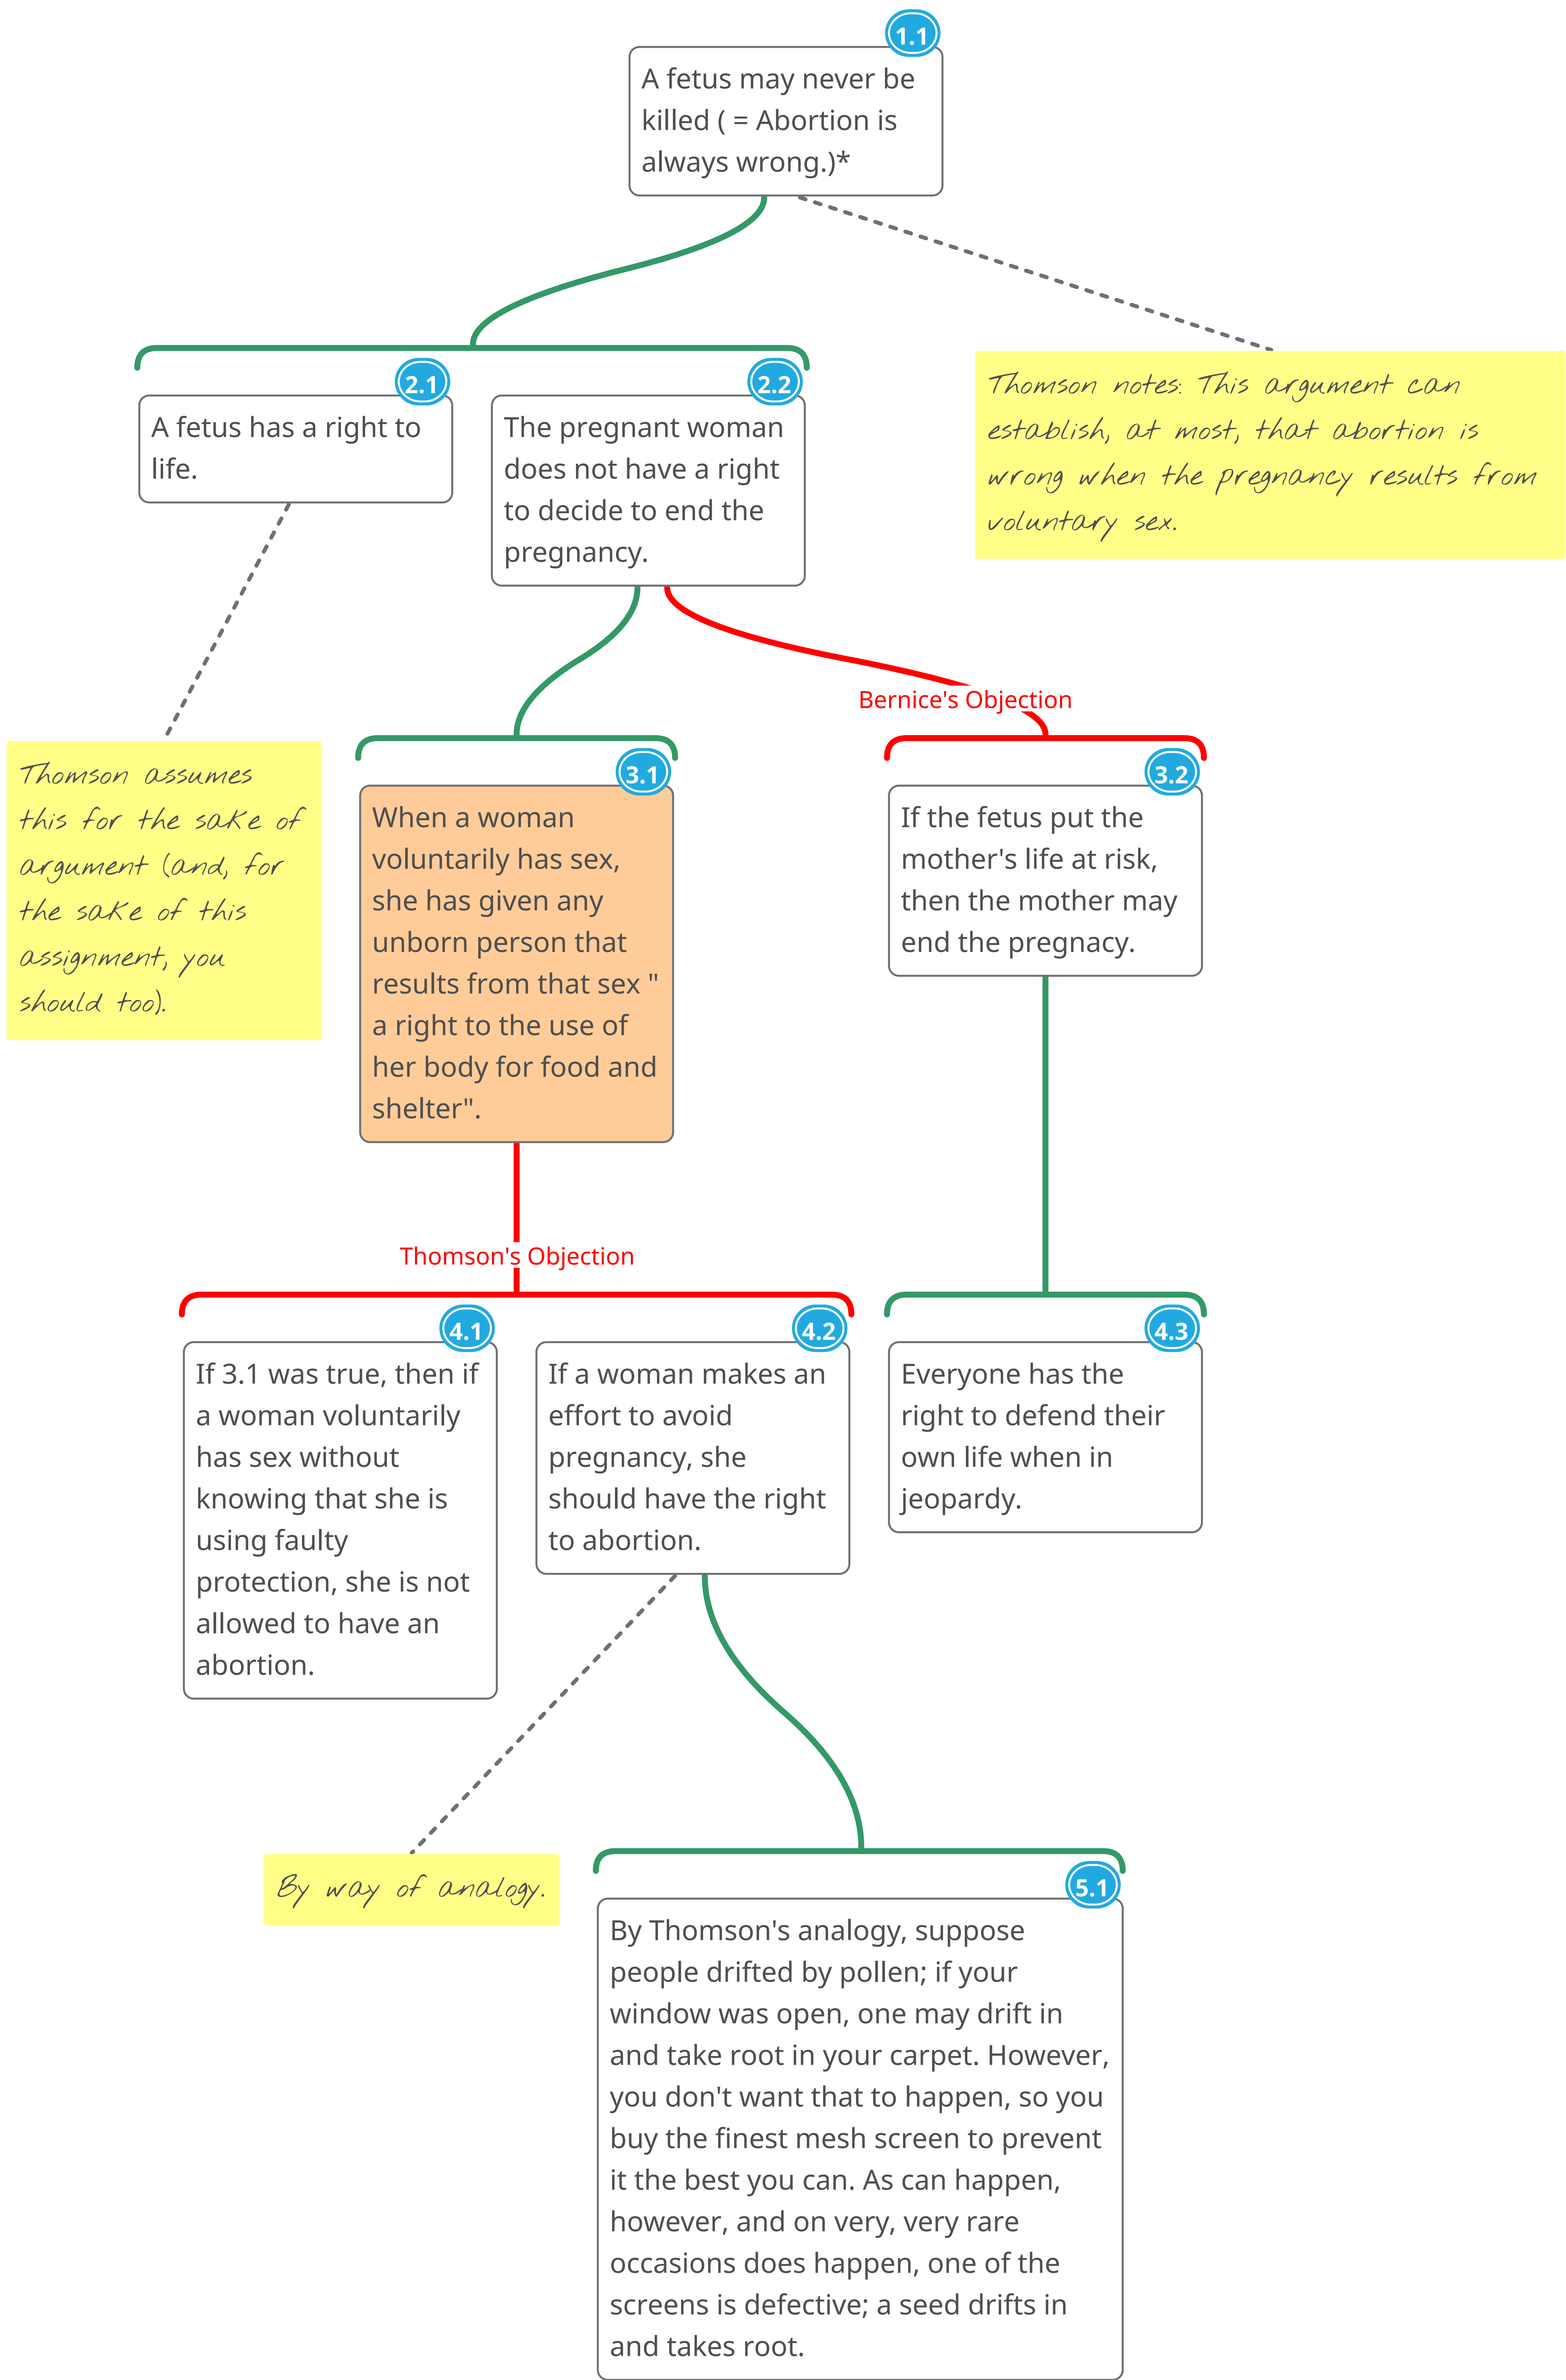 1.1
A fetus may never be
killed ( = Abortion is
always wrong.)*
2.1
A fetus has a right to
life.
2.2
The pregnant woman
does not have a right
to decide to end the
pregnancy.
Thomson notes: This argument can
establish, at most, that abortion is
wrong when the pregnancy results from
voluntary sex.
Thomson assumes
this for the sake of
argument (and, for
the sake of this
assignment, you
should too).
3.1
When a woman
voluntarily has sex,
she has given any
unborn person that
results from that sex "
a right to the use of
her body for food and
shelter".
Bernice's Objection
3.2
If the fetus put the
mother's life at risk,
then the mother may
end the pregnacy.
Thomson's Objection
4.1
If 3.1 was true, then if
a woman voluntarily
has sex without
knowing that she is
using faulty
protection, she is not
allowed to have an
abortion.
4.2
If a woman makes an
effort to avoid
pregnancy, she
should have the right
to abortion.
4.3
Everyone has the
right to defend their
own life when in
jeopardy.
By way of analogy.
5.1
By Thomson's analogy, suppose
people drifted by pollen; if your
window was open, one may drift in
and take root in your carpet. However,
you don't want that to happen, so you
buy the finest mesh screen to prevent
it the best you can. As can happen,
however, and on very, very rare
occasions does happen, one of the
screens is defective; a seed drifts in
and takes root.